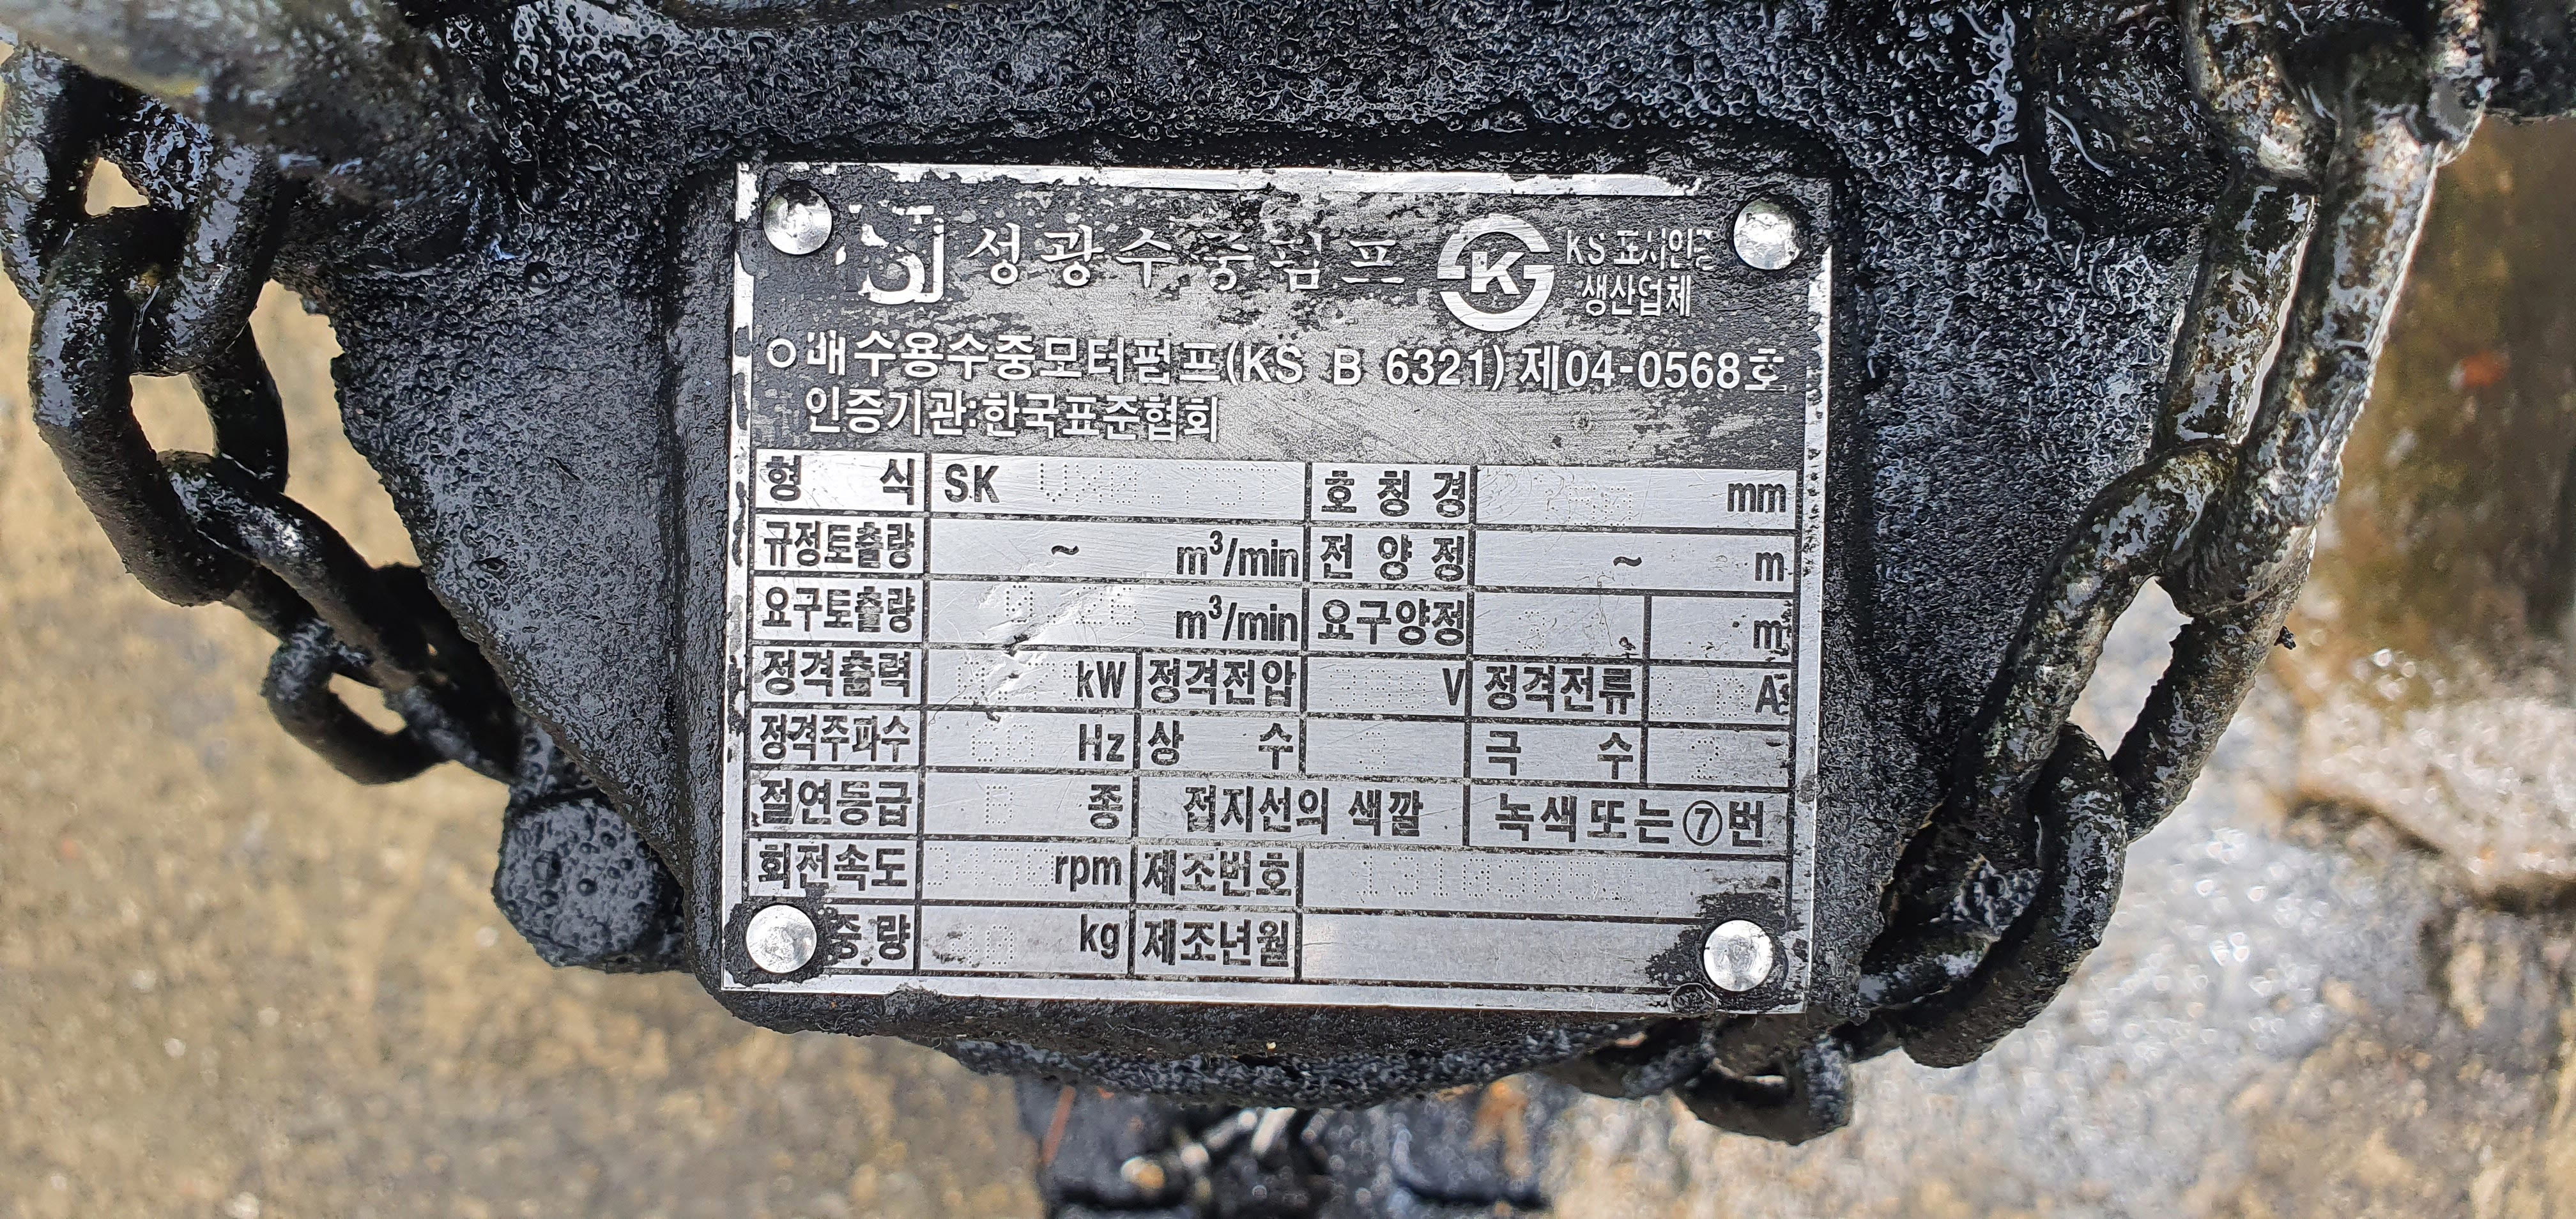 성광수중펌프 KS 표시인증
생산업체
○배수용수중모터펌프(KS B 6321) 제04-0568호
인증기관:한국표준협회
형 식 SK 호 칭 경 mm
규정토출량 ~ m³/min 전 양 정 ~ m
요구토출량 m³/min 요구양정 m
정격출력 kW 정격전압 V 정격전류 A
정격주파수 60 Hz 상 수 3 극 수 2
절연등급 E 종 접지선의 색깔 녹색또는⑦번
회전속도 rpm 제조번호
중량 40 kg 제조년월